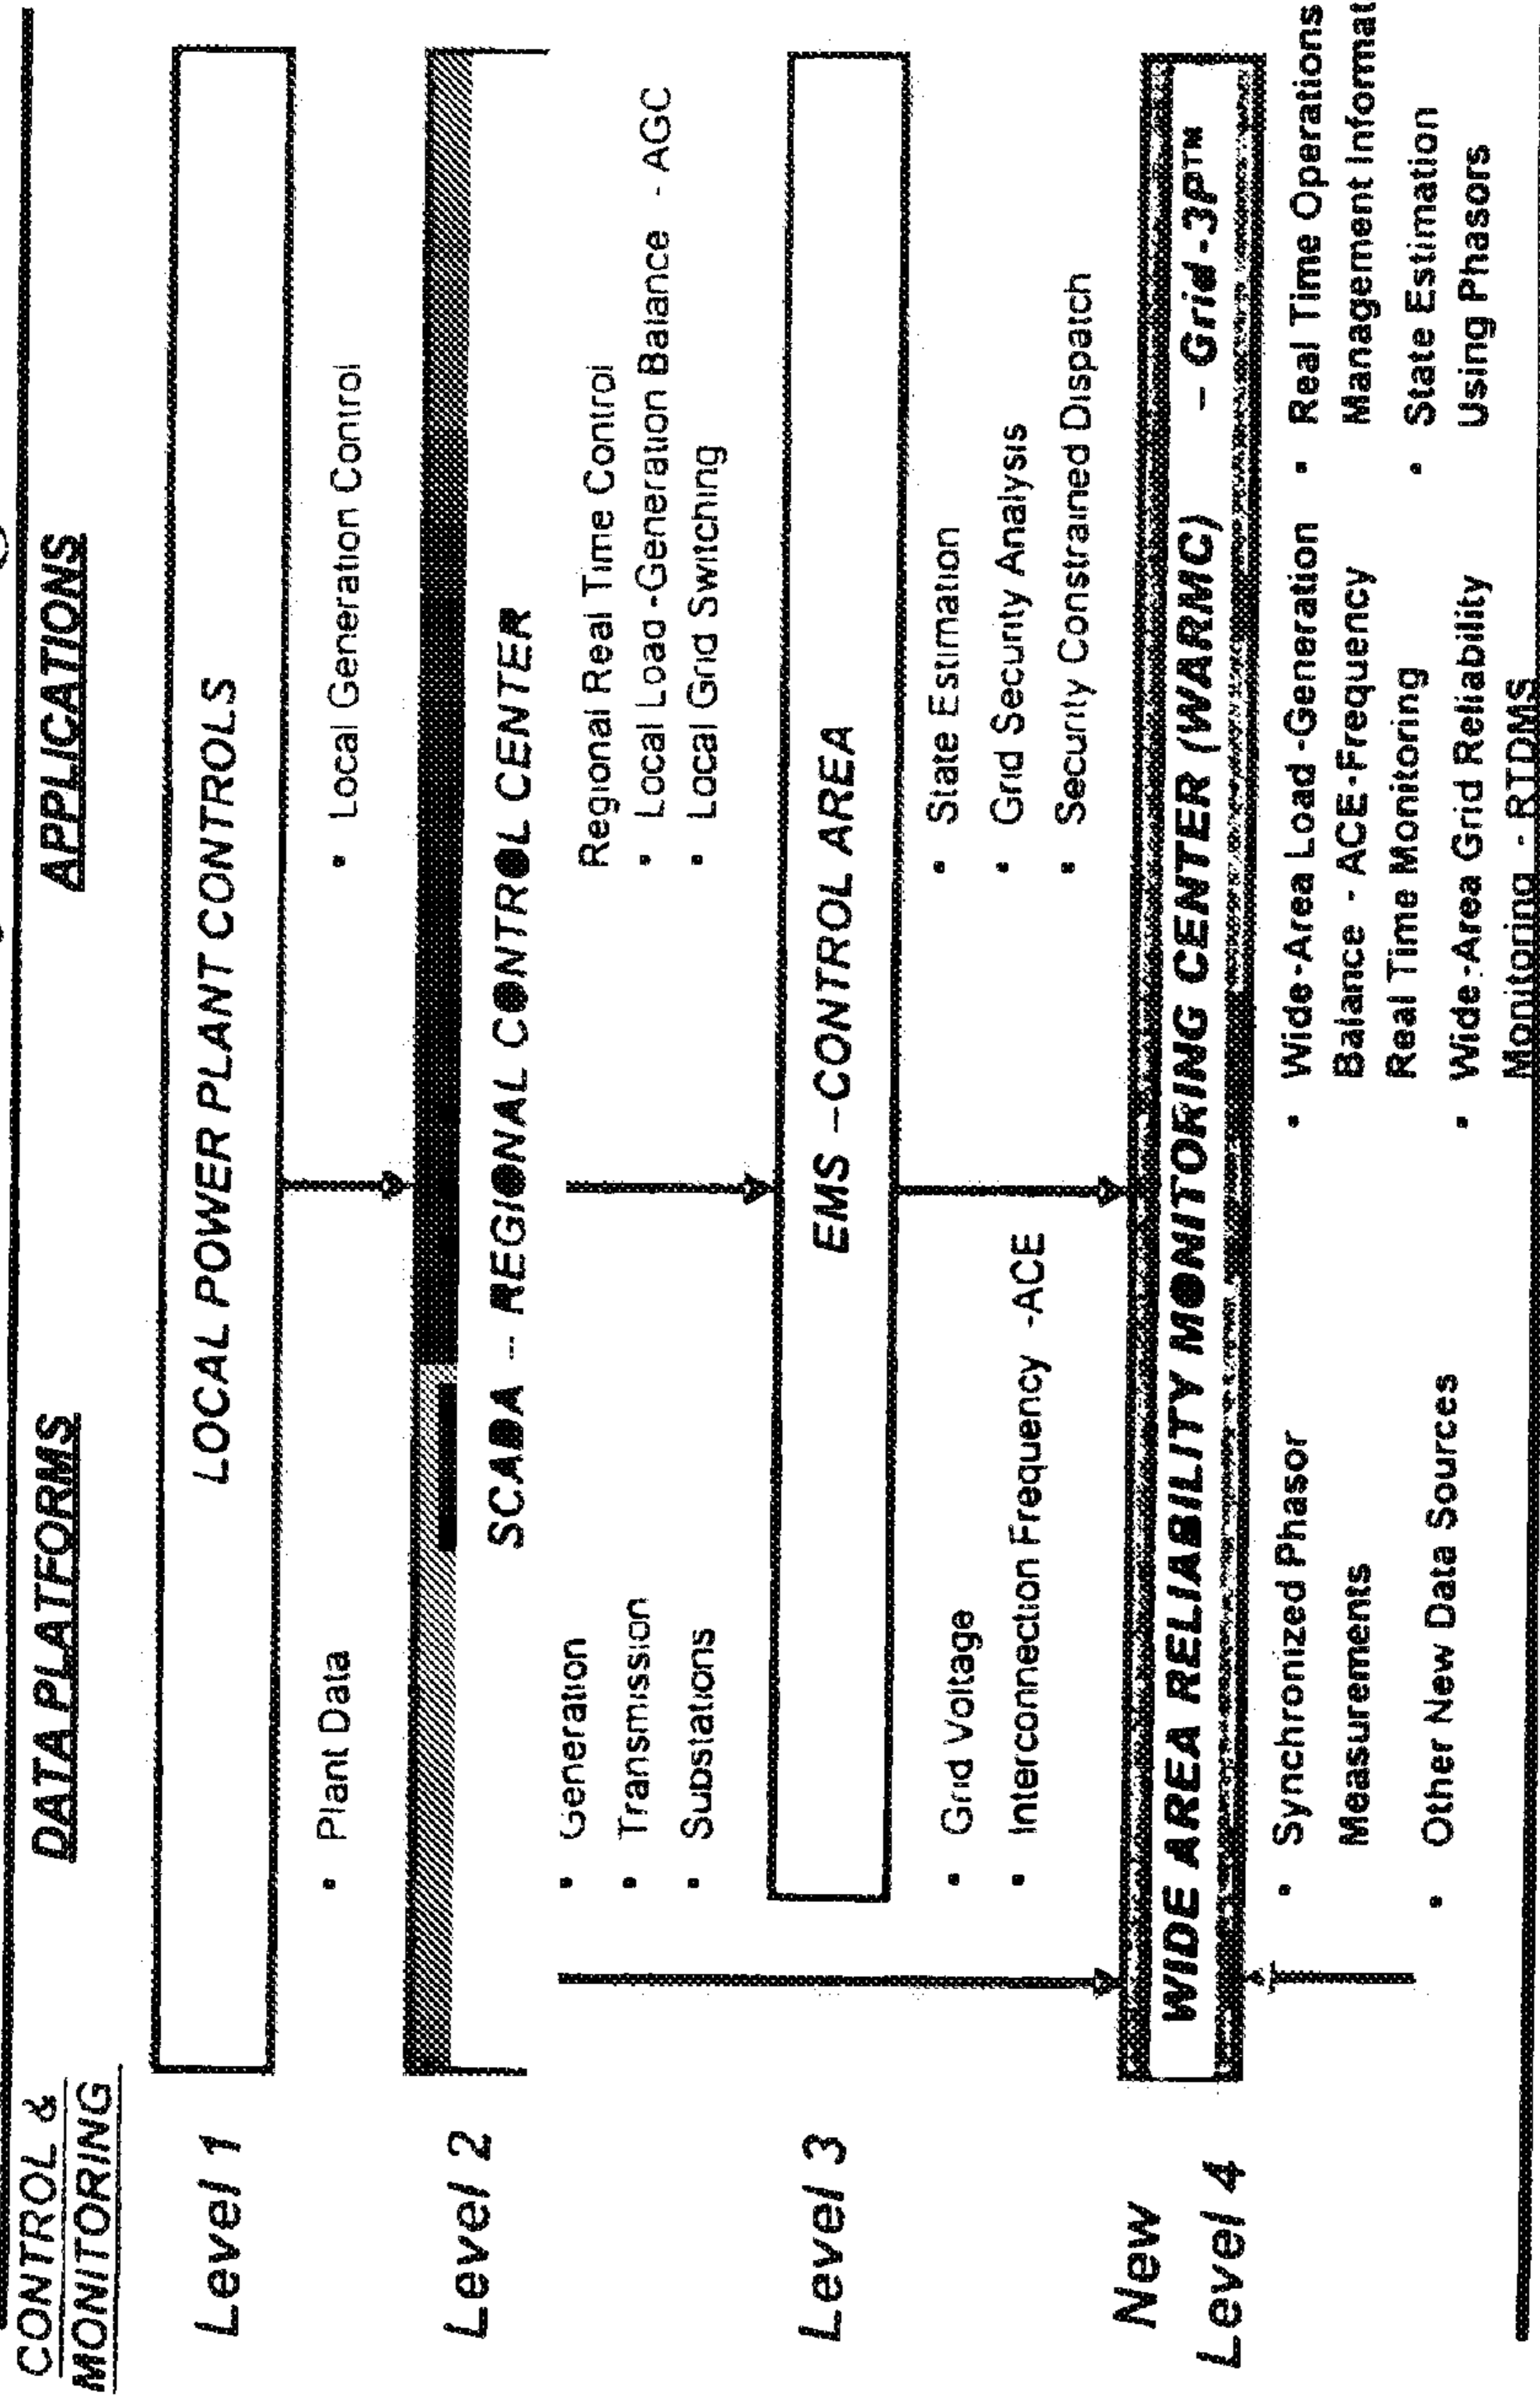 CONTROL &
MONITORING
DATA PLATFORMS
APPLICATIONS
Level 1
LOCAL POWER PLANT CONTROLS
• Plant Data
• Local Generation Control
Level 2
SCADA -- REGIONAL CONTROL CENTER
• Generation
• Transmission
• Substations
Regional Real Time Control
• Local Load -Generation Balance - AGC
• Local Grid Switching
Level 3
EMS –CONTROL AREA
• Grid Voltage
• Interconnection Frequency -ACE
• State Estimation
• Grid Security Analysis
• Security Constrained Dispatch
New
Level 4
WIDE AREA RELIABILITY MONITORING CENTER (WARMC) – Grid -3P™
• Synchronized Phasor
Measurements
• Other New Data Sources
• Wide -Area Load -Generation
Balance - ACE -Frequency
Real Time Monitoring
• Wide -Area Grid Reliability
Monitoring - RTDMS
• Real Time Operations
Management Informat
• State Estimation
Using Phasors